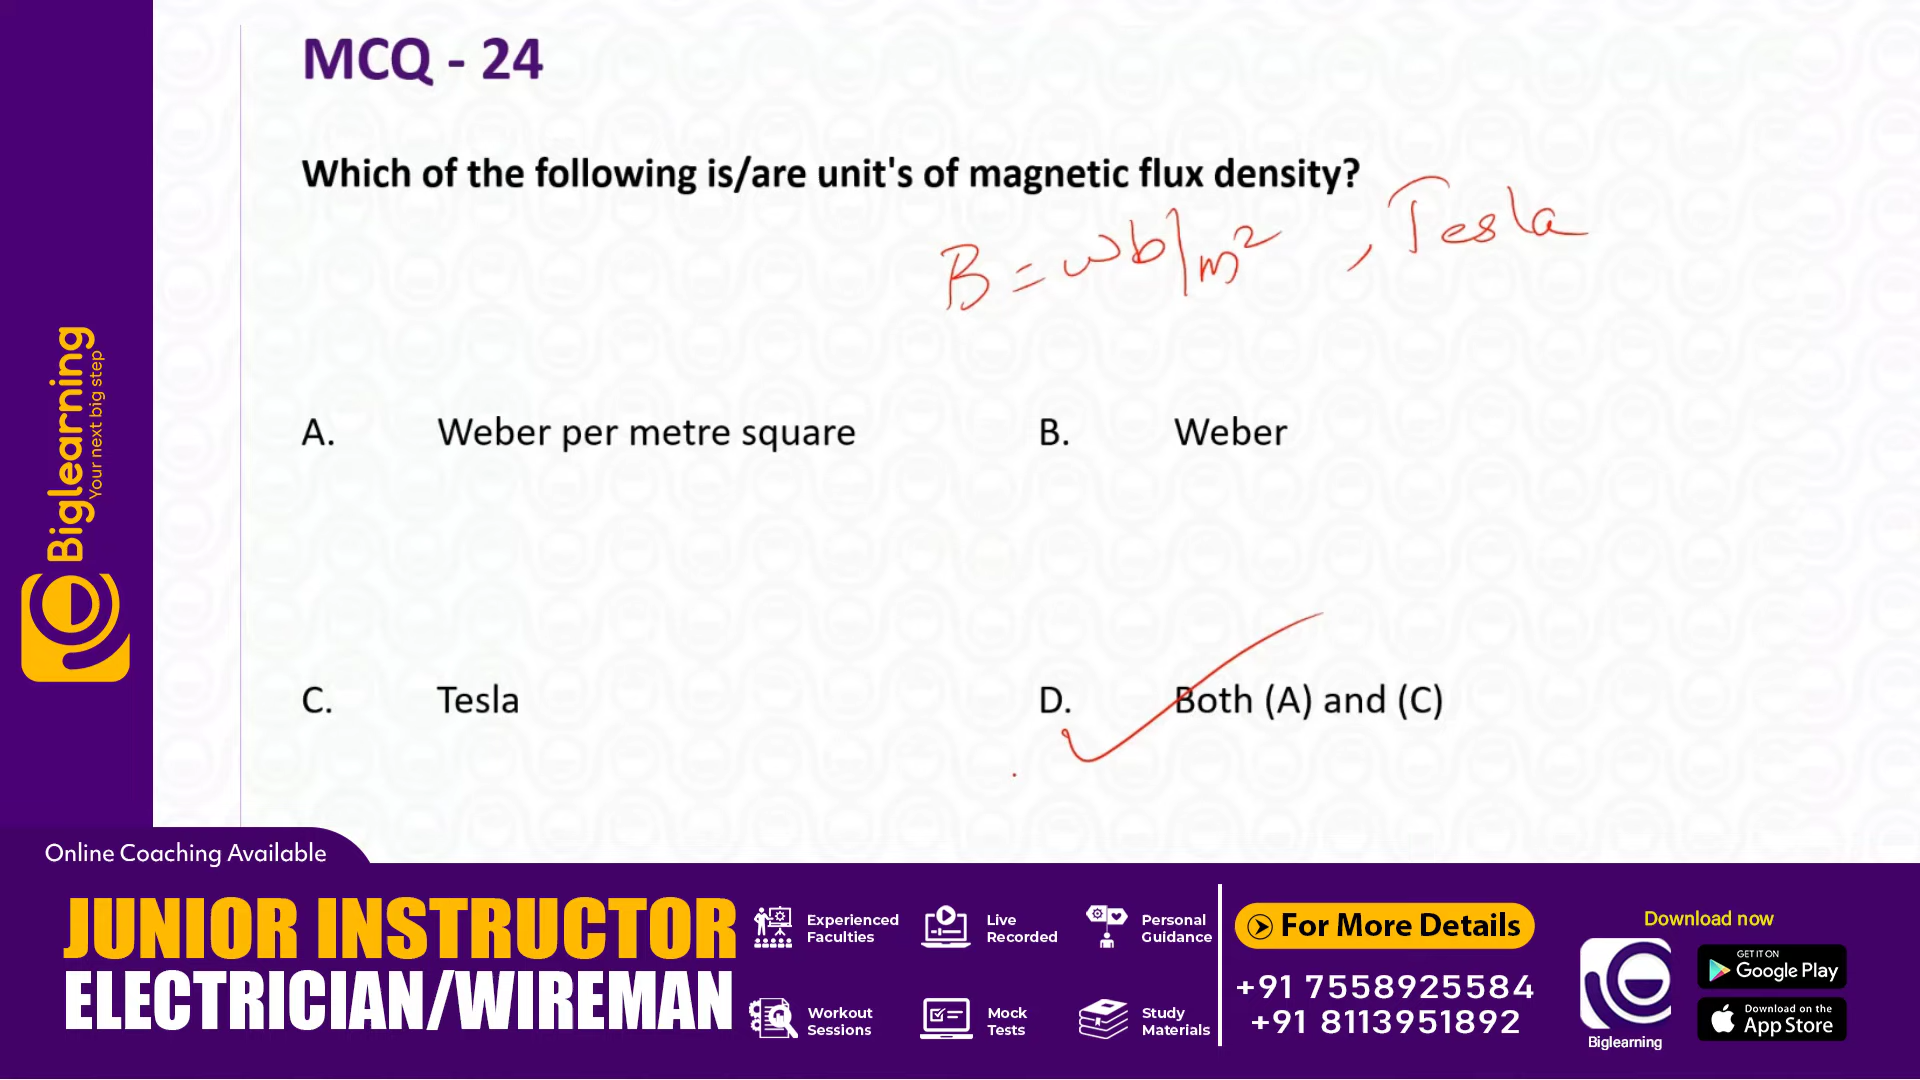 MCQ - 24
Which of the following is/are unit's of magnetic flux density?
B = wb/m² , Tesla
A. Weber per metre square
B. Weber
C. Tesla
D. Both (A) and (C)
Biglearning
Your next big step
Online Coaching Available
JUNIOR INSTRUCTOR
ELECTRICIAN/WIREMAN
Experienced
Faculties
Live
Recorded
Personal
Guidance
Workout
Sessions
Mock
Tests
Study
Materials
For More Details
+91 7558925584
+91 8113951892
Download now
Biglearning
GET IT ON
Google Play
Download on the
App Store